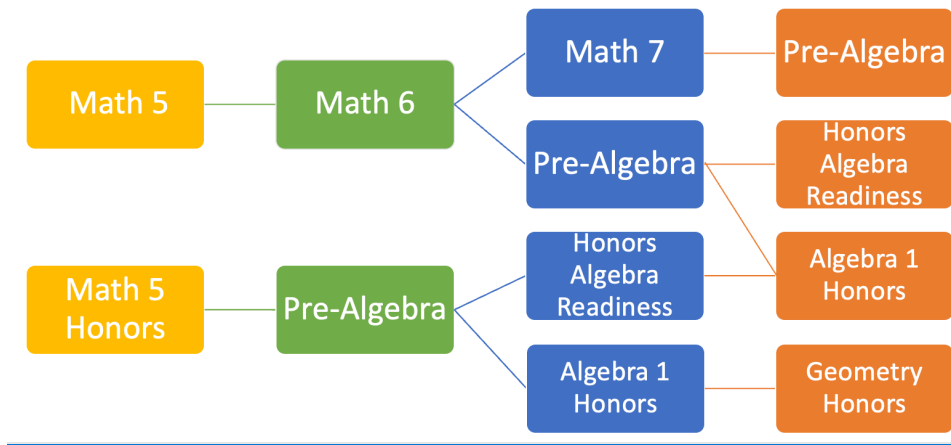 Math 5
Math 6
Math 7
Pre-Algebra
Pre-Algebra
Honors
Algebra
Readiness
Math 5
Honors
Pre-Algebra
Honors
Algebra
Readiness
Algebra 1
Honors
Algebra 1
Honors
Geometry
Honors